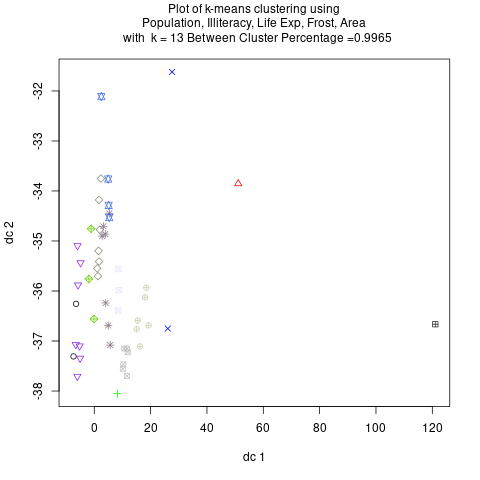 Plot of k-means clustering using
Population, Illiteracy, Life Exp, Frost, Area
with k = 13 Between Cluster Percentage =0.9965
-32
-33
-34
-35
-36
-37
-38
dc 2
0 20 40 60 80 100 120
dc 1